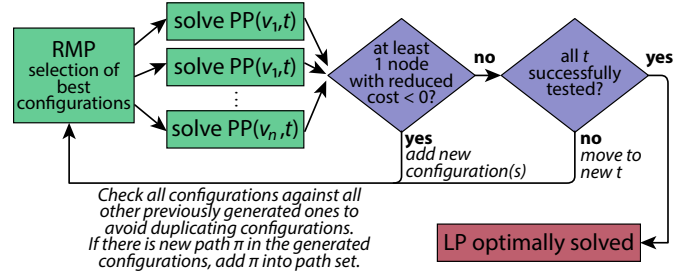 RMP
selection of
best
configurations
solve PP(v₁,t)
solve PP(v₁,t)
...
solve PP(vₙ,t)
at least
1 node
with reduced
cost < 0?
no
all t
successfully
tested?
yes
yes
add new
configuration(s)
no
move to
new t
Check all configurations against all
other previously generated ones to
avoid duplicating configurations.
If there is new path π in the generated
configurations, add π into path set.
LP optimally solved